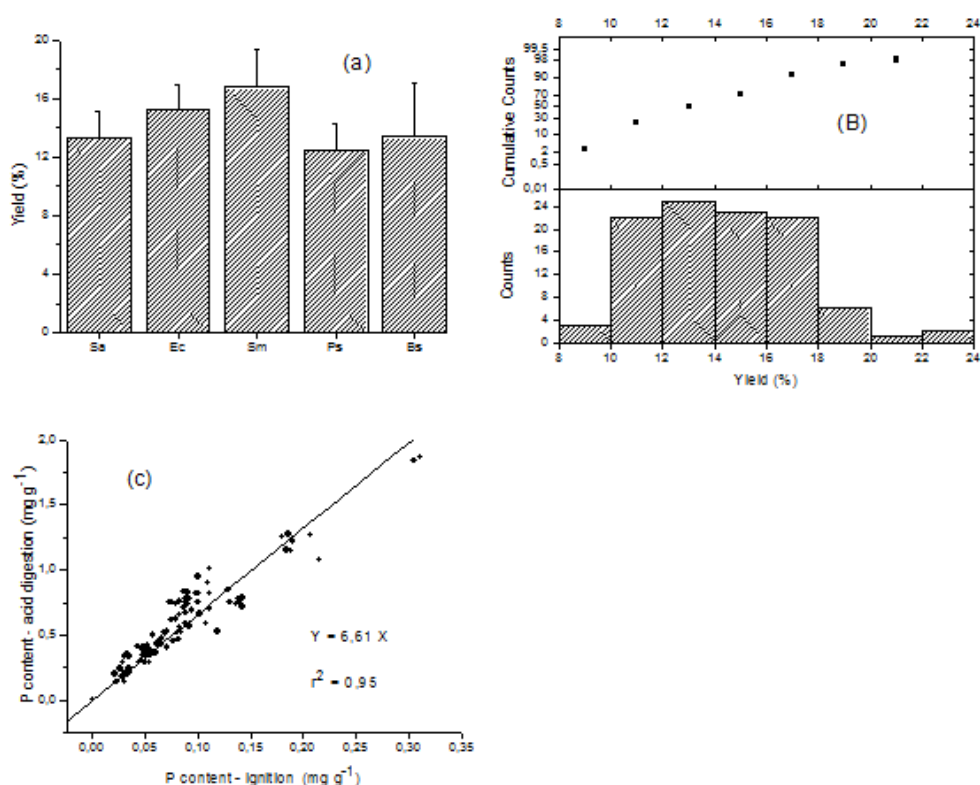 20
16
12
8
4
0
Yield (%)
(a)
Sa Ec Sm Ps Bs
8 10 12 14 16 18 20 22 24
99,5
98
90
70
50
30
10
2
0,5
0,01
Cumulative Counts
(B)
24
20
16
12
8
4
0
Counts
8 10 12 14 16 18 20 22 24
Yield (%)
2,0
1,5
1,0
0,5
0,0
P content - acid digestion (mg g⁻¹)
(c)
Y = 6,61 X
r² = 0,95
0,00 0,05 0,10 0,15 0,20 0,25 0,30 0,35
P content - ignition (mg g⁻¹)